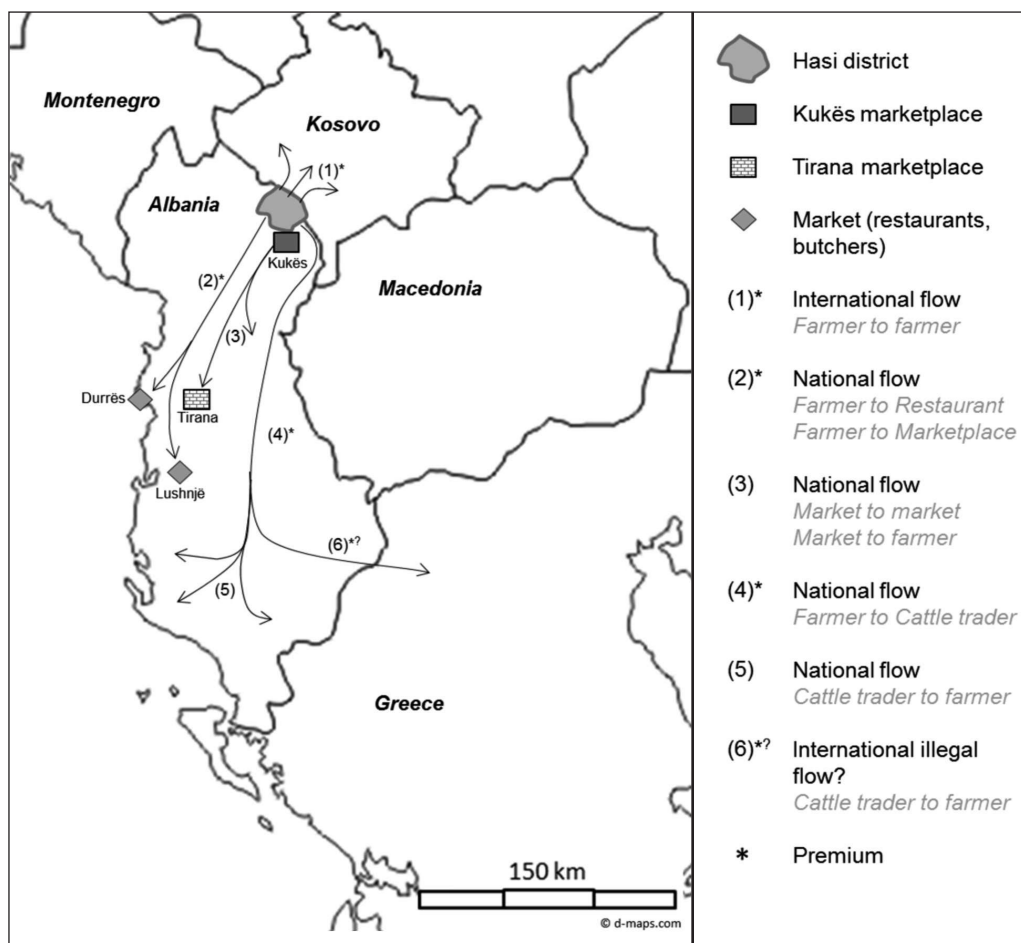 Montenegro
Kosovo
(1)*
Albania
Kukës
(2)*
Macedonia
(3)
Durrës
Tirana
(4)*
Lushnjë
(6)*?
(5)
Greece
150 km
© d-maps.com
Hasi district
Kukës marketplace
Tirana marketplace
Market (restaurants,
butchers)
(1)* International flow
Farmer to farmer
(2)* National flow
Farmer to Restaurant
Farmer to Marketplace
(3) National flow
Market to market
Market to farmer
(4)* National flow
Farmer to Cattle trader
(5) National flow
Cattle trader to farmer
(6)*? International illegal
flow?
Cattle trader to farmer
* Premium